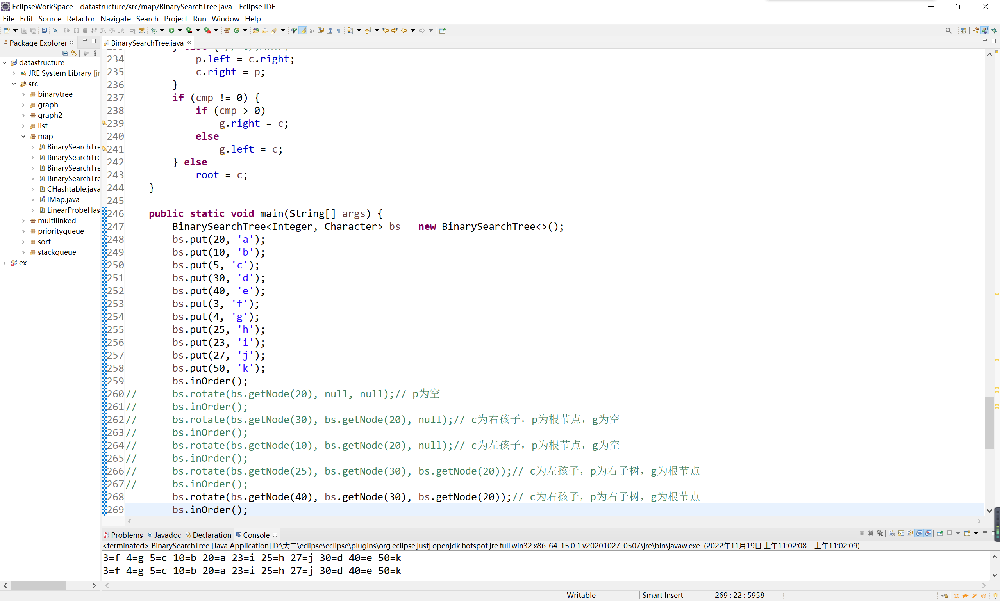 EclipseWorkSpace - datastructure/src/map/BinarySearchTree.java - Eclipse IDE
File Edit Source Refactor Navigate Search Project Run Window Help
Package Explorer
datastructure
JRE System Library [jr
src
binarytree
graph
graph2
list
map
BinarySearchTre
BinarySearchTre
BinarySearchTre
BinarySearchTre
CHashtable.java
IMap.java
LinearProbeHas
multilinked
priorityqueue
sort
stackqueue
ex
BinarySearchTree.java
234 p.left = c.right;
235 c.right = p;
236 }
237 if (cmp != 0) {
238 if (cmp > 0)
239 g.right = c;
240 else
241 g.left = c;
242 } else
243 root = c;
244 }
245
246 public static void main(String[] args) {
247 BinarySearchTree<Integer, Character> bs = new BinarySearchTree<>();
248 bs.put(20, 'a');
249 bs.put(10, 'b');
250 bs.put(5, 'c');
251 bs.put(30, 'd');
252 bs.put(40, 'e');
253 bs.put(3, 'f');
254 bs.put(4, 'g');
255 bs.put(25, 'h');
256 bs.put(23, 'i');
257 bs.put(27, 'j');
258 bs.put(50, 'k');
259 bs.inOrder();
260 // bs.rotate(bs.getNode(20), null, null);// p为空
261 // bs.inOrder();
262 // bs.rotate(bs.getNode(30), bs.getNode(20), null);// c为右孩子，p为根节点，g为空
263 // bs.inOrder();
264 // bs.rotate(bs.getNode(10), bs.getNode(20), null);// c为左孩子，p为根节点，g为空
265 // bs.inOrder();
266 // bs.rotate(bs.getNode(25), bs.getNode(30), bs.getNode(20));// c为左孩子，p为右子树，g为根节点
267 // bs.inOrder();
268 bs.rotate(bs.getNode(40), bs.getNode(30), bs.getNode(20));// c为右孩子，p为右子树，g为根节点
269 bs.inOrder();
Problems Javadoc Declaration Console
<terminated> BinarySearchTree [Java Application] D:\大二\eclipse\eclipse\plugins\org.eclipse.justj.openjdk.hotspot.jre.full.win32.x86_64_15.0.1.v20201027-0507\jre\bin\javaw.exe (2022年11月19日 上午11:02:08 – 上午11:02:09)
3=f 4=g 5=c 10=b 20=a 23=i 25=h 27=j 30=d 40=e 50=k
3=f 4=g 5=c 10=b 20=a 23=i 25=h 27=j 30=d 40=e 50=k
Writable Smart Insert 269 : 22 : 5958